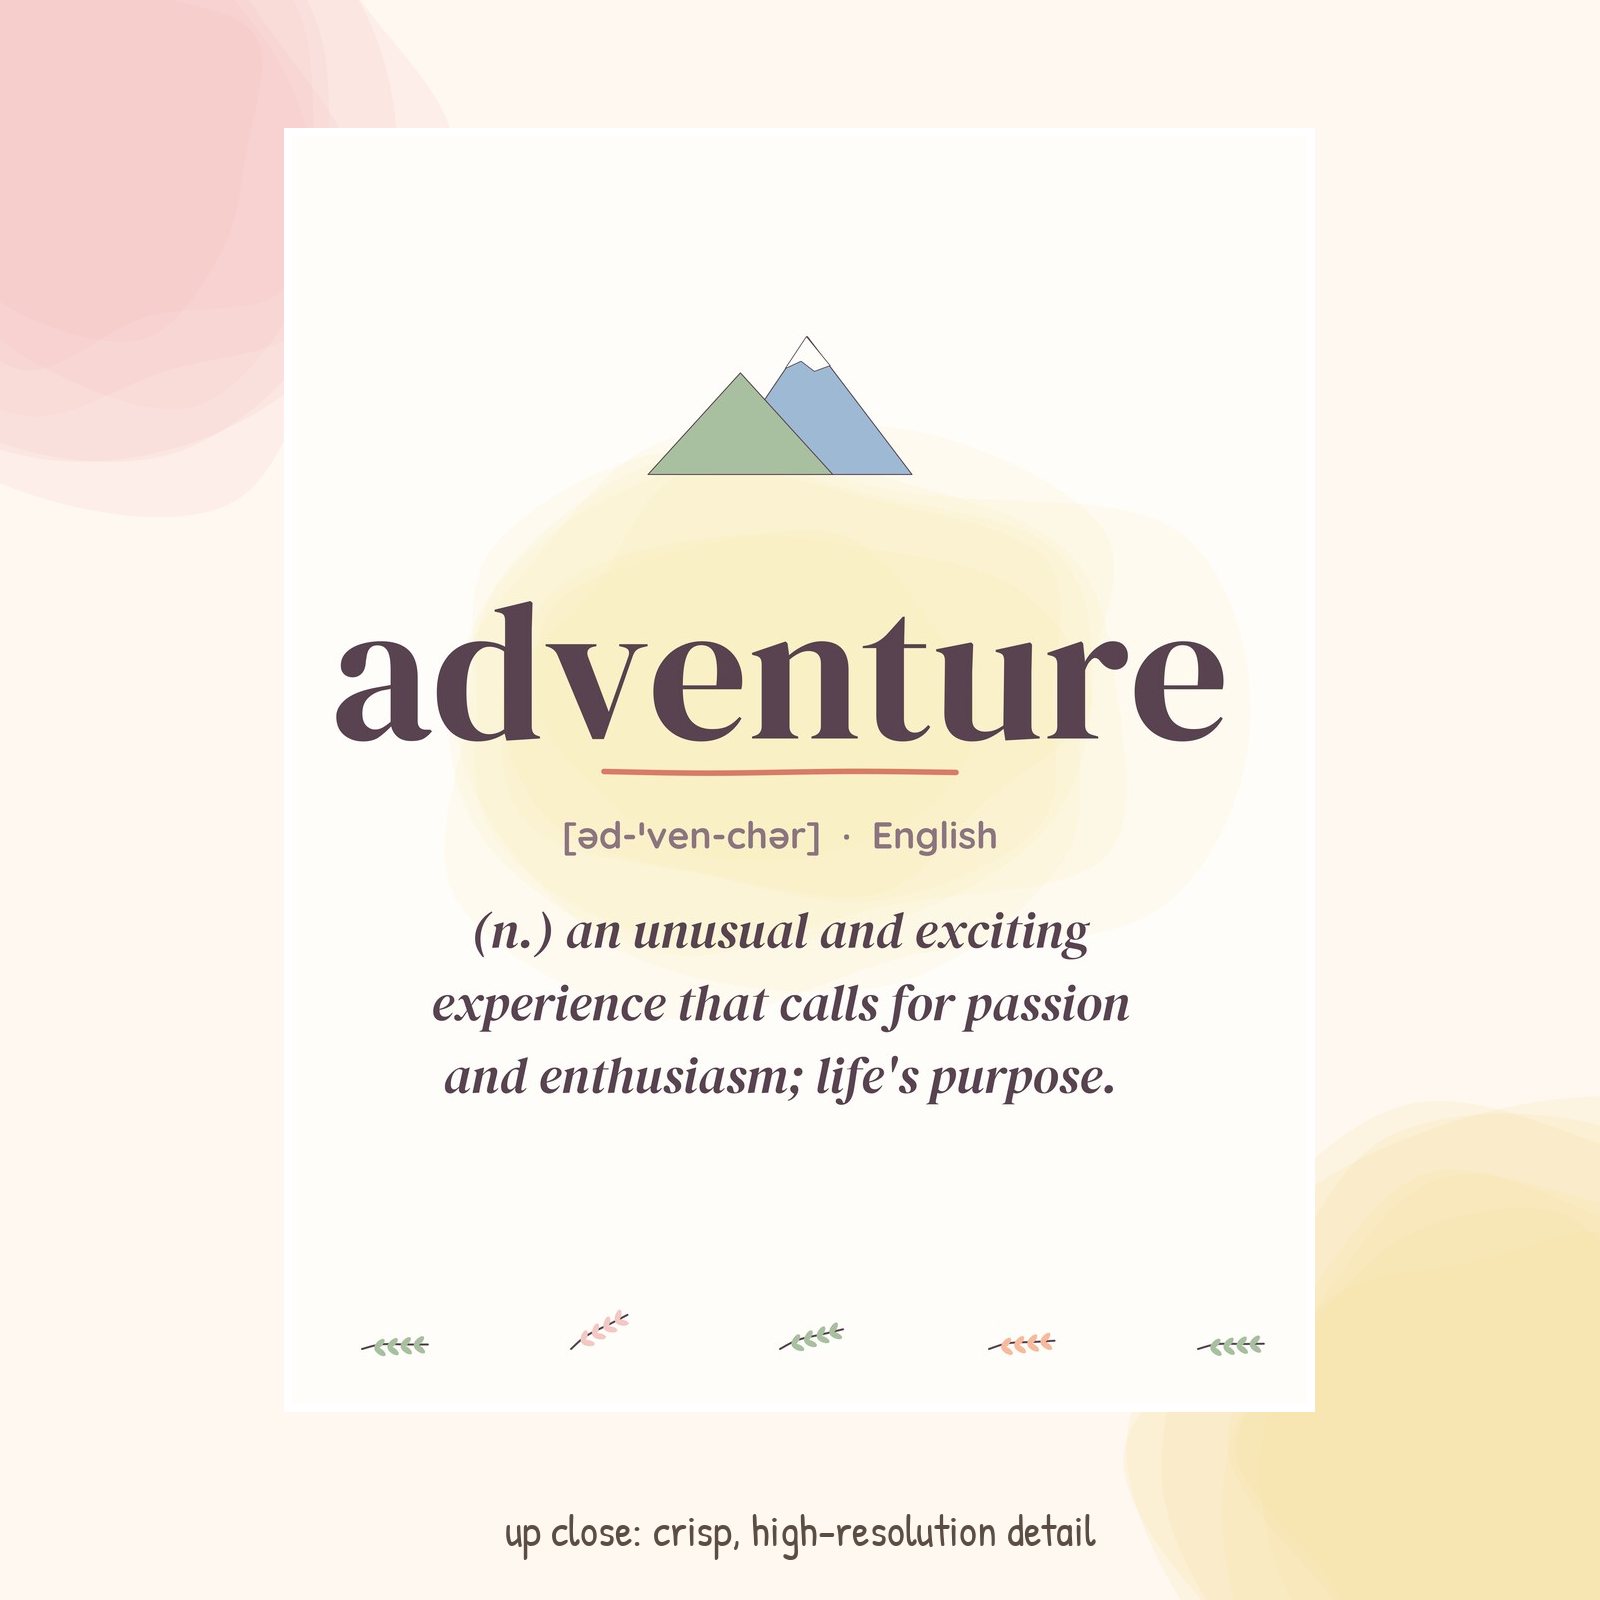 adventure
[əd-ˈven-chər] · English
(n.) an unusual and exciting
experience that calls for passion
and enthusiasm; life's purpose.
up close: crisp, high-resolution detail